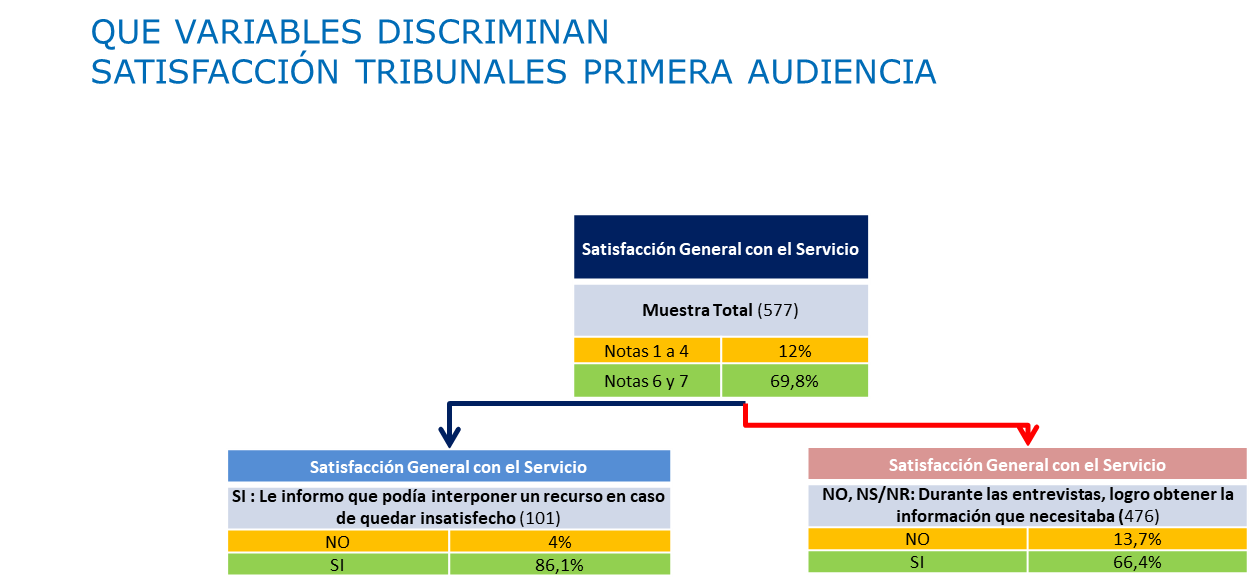 QUE VARIABLES DISCRIMINAN
SATISFACCIÓN TRIBUNALES PRIMERA AUDIENCIA
Satisfacción General con el Servicio
Muestra Total (577)
Notas 1 a 4 12%
Notas 6 y 7 69,8%
Satisfacción General con el Servicio
SI : Le informo que podía interponer un recurso en caso
de quedar insatisfecho (101)
NO 4%
SI 86,1%
Satisfacción General con el Servicio
NO, NS/NR: Durante las entrevistas, logro obtener la
información que necesitaba (476)
NO 13,7%
SI 66,4%